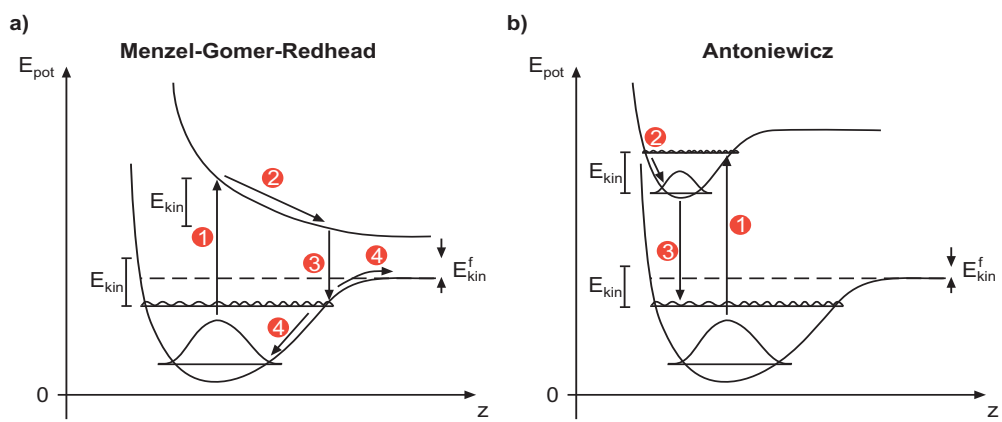 a)
Menzel-Gomer-Redhead
E_pot
E_kin
E_kin
1
2
3
4
4
E^f_kin
0
z
b)
Antoniewicz
E_pot
2
E_kin
3
1
E_kin
E^f_kin
0
z